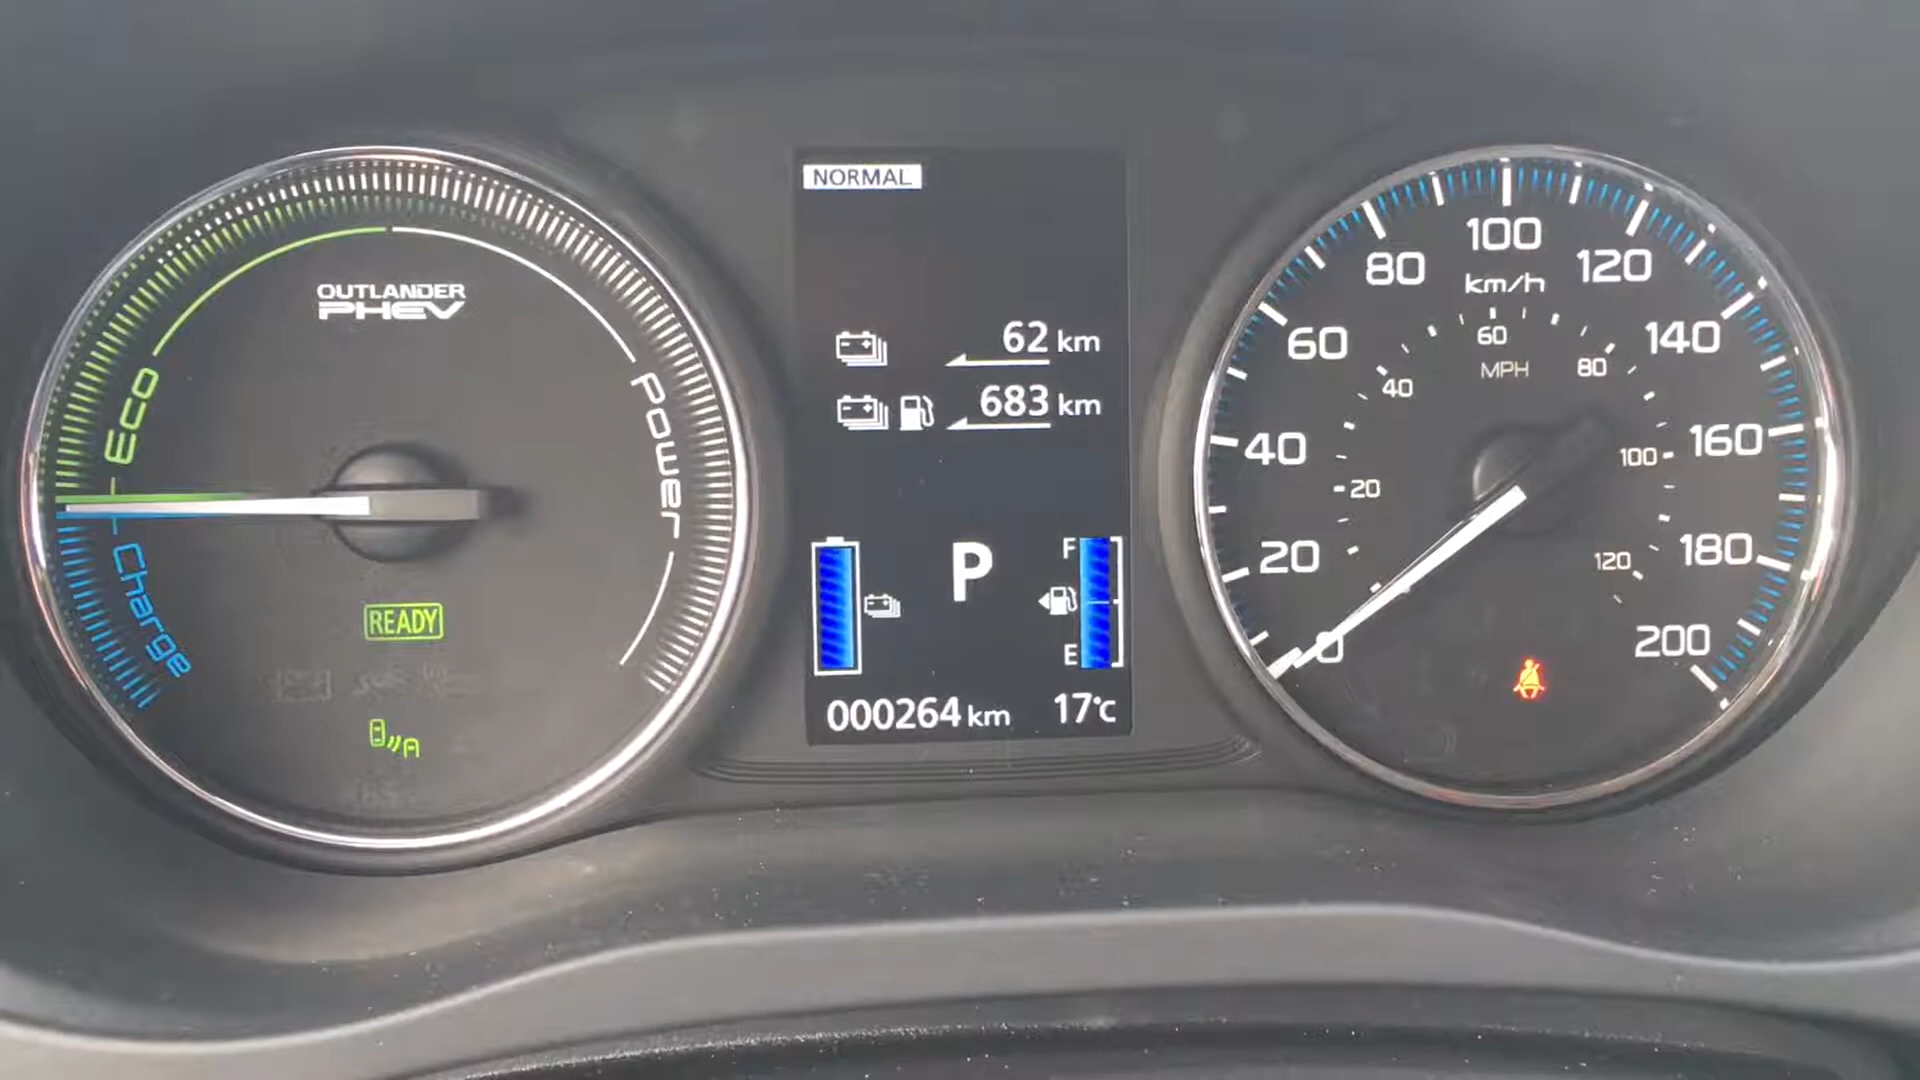 OUTLANDER
PHEV
Eco
Power
Charge
READY
A
NORMAL
62 km
683 km
P
F
E
000264 km
17°C
0
20
40
60
80
100
120
140
160
180
200
km/h
20
40
60
80
100
120
MPH